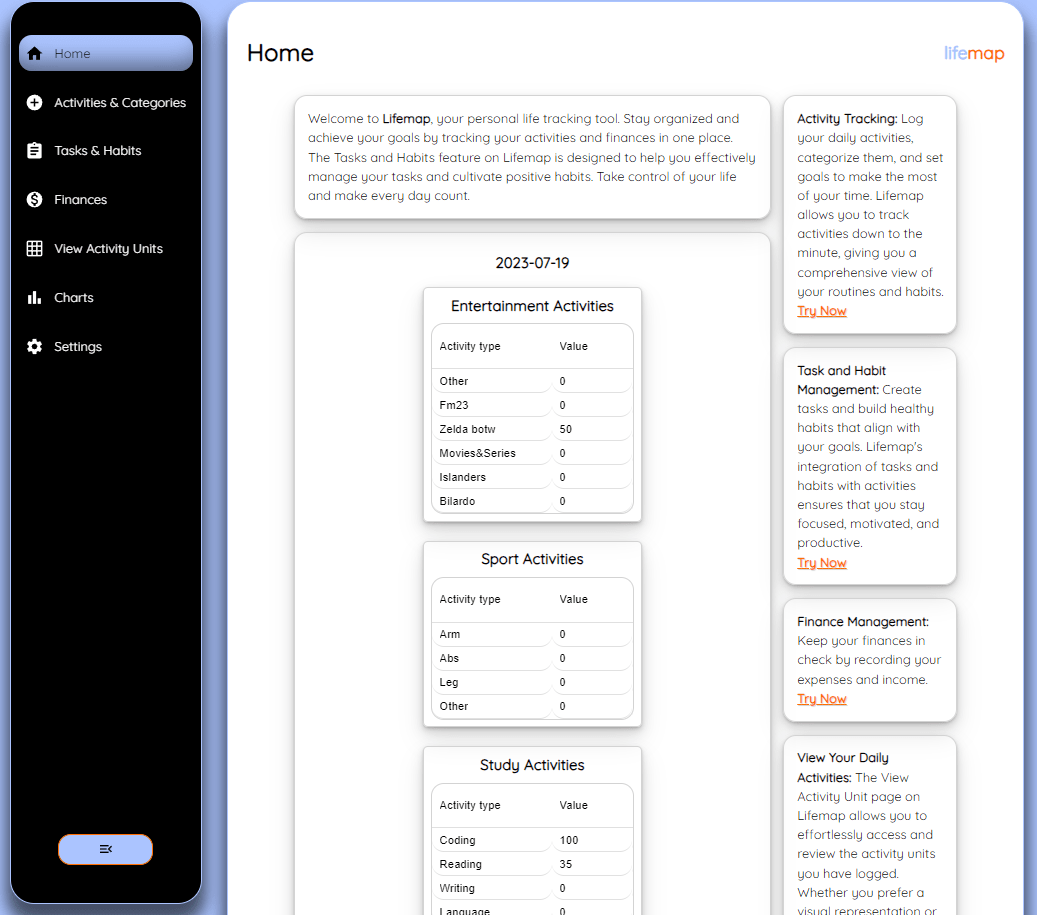 Home
Activities & Categories
Tasks & Habits
Finances
View Activity Units
Charts
Settings
Home
lifemap
Welcome to Lifemap, your personal life tracking tool. Stay organized and
achieve your goals by tracking your activities and finances in one place.
The Tasks and Habits feature on Lifemap is designed to help you effectively
manage your tasks and cultivate positive habits. Take control of your life
and make every day count.
2023-07-19
Entertainment Activities
Activity type Value
Other 0
Fm23 0
Zelda botw 50
Movies&Series 0
Islanders 0
Bilardo 0
Sport Activities
Activity type Value
Arm 0
Abs 0
Leg 0
Other 0
Study Activities
Activity type Value
Coding 100
Reading 35
Writing 0
Language 0
Activity Tracking: Log
your daily activities,
categorize them, and set
goals to make the most
of your time. Lifemap
allows you to track
activities down to the
minute, giving you a
comprehensive view of
your routines and habits.
Try Now
Task and Habit
Management: Create
tasks and build healthy
habits that align with
your goals. Lifemap's
integration of tasks and
habits with activities
ensures that you stay
focused, motivated, and
productive.
Try Now
Finance Management:
Keep your finances in
check by recording your
expenses and income.
Try Now
View Your Daily
Activities: The View
Activity Unit page on
Lifemap allows you to
effortlessly access and
review the activity units
you have logged.
Whether you prefer a
visual representation or